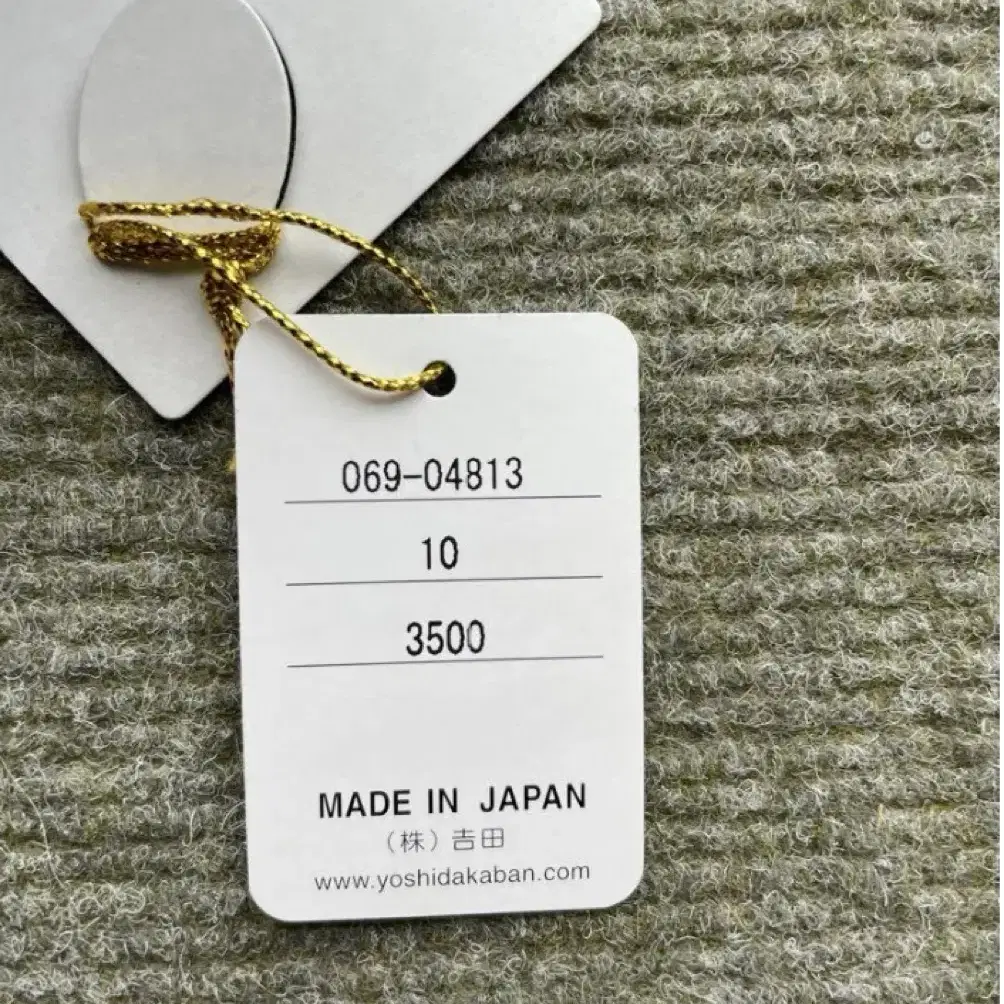 069-04813
10
3500
MADE IN JAPAN
（株）吉田
www.yoshidakaban.com